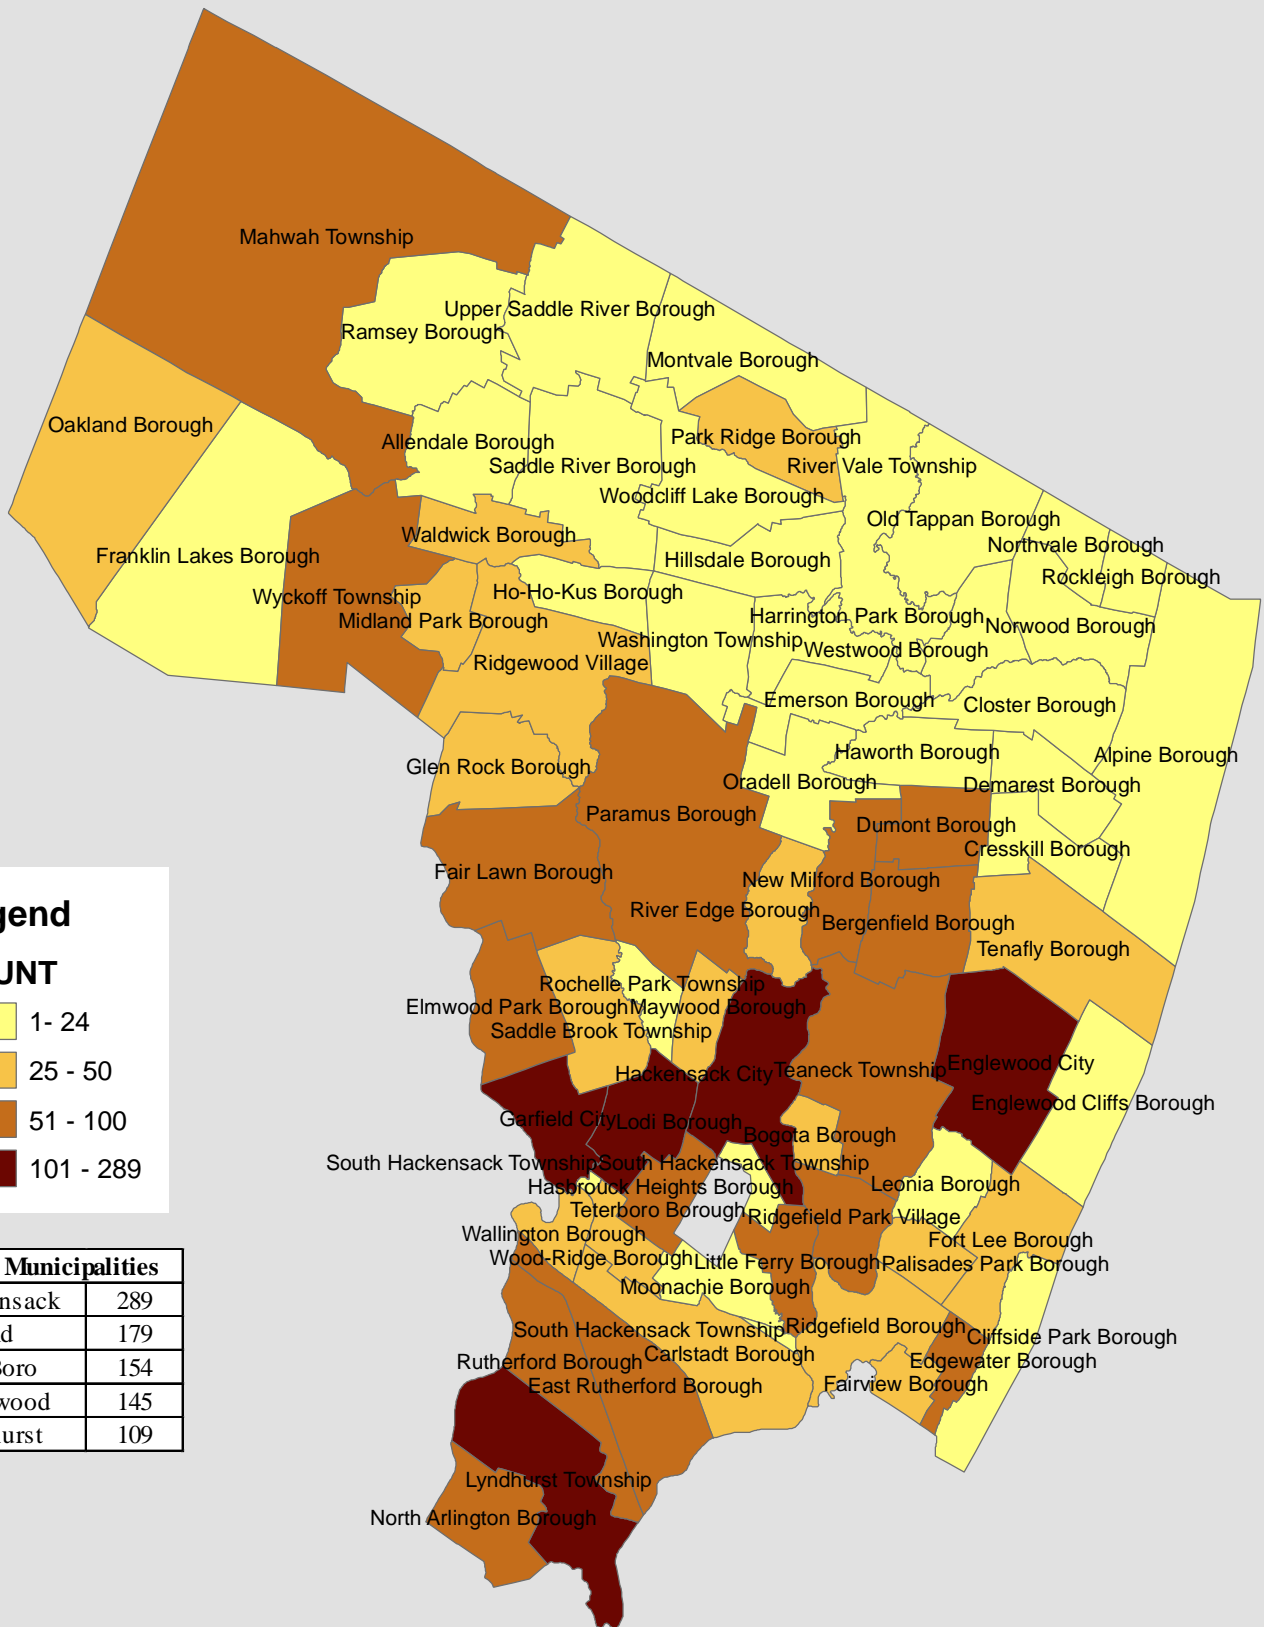 Mahwah Township
Upper Saddle River Borough
Ramsey Borough
Montvale Borough
Oakland Borough
Allendale Borough
Park Ridge Borough
Saddle River Borough
River Vale Township
Woodcliff Lake Borough
Old Tappan Borough
Waldwick Borough
Northvale Borough
Franklin Lakes Borough
Hillsdale Borough
Rockleigh Borough
Wyckoff Township
Ho-Ho-Kus Borough
Midland Park Borough
Harrington Park Borough
Norwood Borough
Washington Township
Westwood Borough
Ridgewood Village
Emerson Borough
Closter Borough
Haworth Borough
Alpine Borough
Glen Rock Borough
Oradell Borough
Demarest Borough
Paramus Borough
Dumont Borough
Cresskill Borough
Fair Lawn Borough
New Milford Borough
River Edge Borough
Bergenfield Borough
Tenafly Borough
Rochelle Park Township
Elmwood Park Borough
Maywood Borough
Saddle Brook Township
Hackensack City
Teaneck Township
Englewood City
Englewood Cliffs Borough
Garfield City
Lodi Borough
Bogota Borough
South Hackensack Township
South Hackensack Township
Hasbrouck Heights Borough
Leonia Borough
Teterboro Borough
Ridgefield Park Village
Wallington Borough
Fort Lee Borough
Wood-Ridge Borough
Little Ferry Borough
Palisades Park Borough
Moonachie Borough
South Hackensack Township
Ridgefield Borough
Cliffside Park Borough
Carlstadt Borough
Rutherford Borough
Edgewater Borough
East Rutherford Borough
Fairview Borough
Lyndhurst Township
North Arlington Borough
gend
UNT
1- 24
25 - 50
51 - 100
101 - 289
Municipalities
nsack 289
d 179
Boro 154
wood 145
urst 109